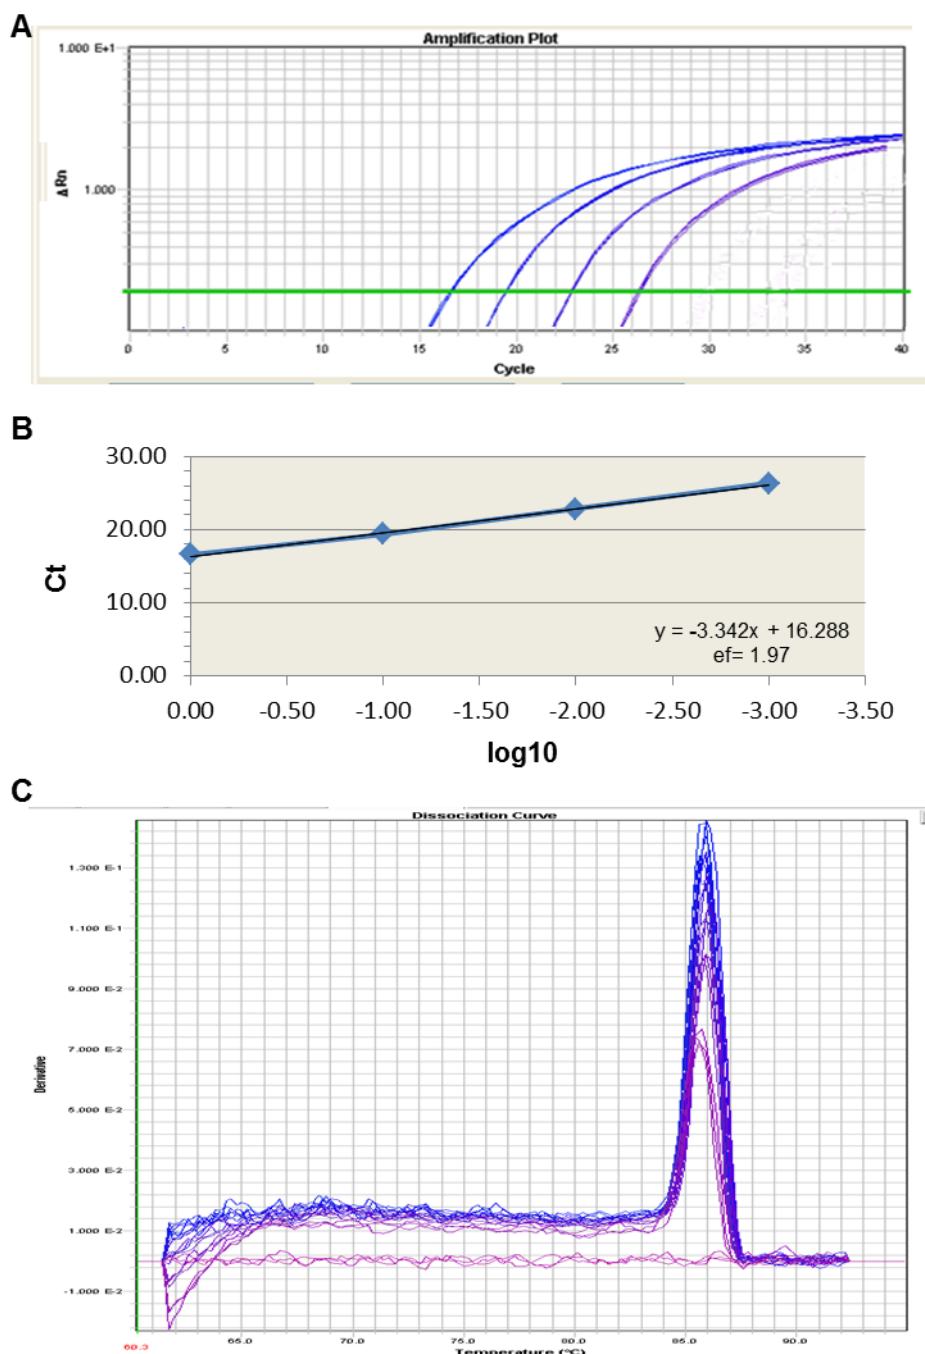 A
Amplification Plot
1.000 E+1
Δ Rn
1.000
0 5 10 15 20 25 30 35 40
Cycle
B
30.00
20.00
Ct
10.00
y = -3.342x + 16.288
ef= 1.97
0.00
0.00 -0.50 -1.00 -1.50 -2.00 -2.50 -3.00 -3.50
log10
C
Dissociation Curve
1.300 E-1
1.100 E-1
9.000 E-2
7.000 E-2
Derivative
5.000 E-2
3.000 E-2
1.000 E-2
-1.000 E-2
60.3 65.0 70.0 75.0 80.0 85.0 90.0
Temperature (°C)